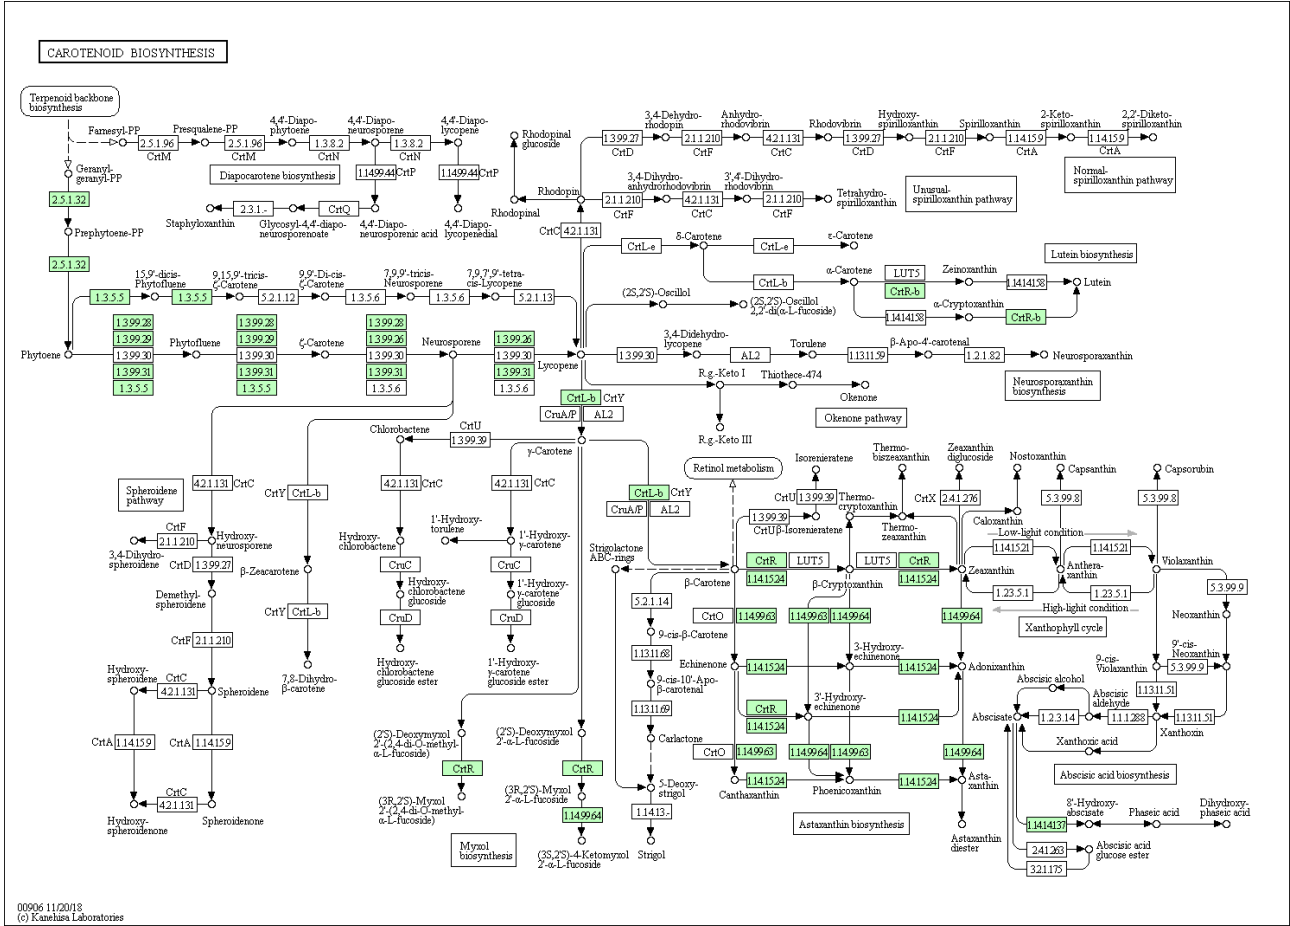 CAROTENOID BIOSYNTHESIS
Terpenoid backbone
biosynthesis
Farnesyl-PP
2.5.1.96
CrtM
Presqualene-PP
2.5.1.96
CrtM
4,4'-Diapo-
phytoene
1.3.8.2
CrtN
4,4'-Diapo-
neurosporene
1.3.8.2
CrtN
4,4'-Diapo-
lycopene
Geranyl-
geranyl-PP
Diapocarotene biosynthesis
1.14.99.44
CrtP
1.14.99.44
CrtP
2.5.1.32
Prephytoene-PP
2.5.1.32
Staphyloxanthin
2.3.1.-
Glycosyl-4,4'-diapo-
neurosporenoate
CrtQ
4,4'-Diapo-
neurosporenic acid
4,4'-Diapo-
lycopenedial
Rhodopinal
glucoside
Rhodopinal
Rhodopin
CrtC
4.2.1.131
1.3.99.27
CrtD
3,4-Dehydro-
rhodopin
2.1.1.210
CrtF
Anhydro-
rhodovibrin
4.2.1.131
CrtC
Rhodovibrin
1.3.99.27
CrtD
Hydroxy-
spirilloxanthin
2.1.1.210
CrtF
Spirilloxanthin
1.14.15.9
CrtA
2-Keto-
spirilloxanthin
1.14.15.9
CrtA
2,2'-Diketo-
spirilloxanthin
Normal-
spirilloxanthin pathway
2.1.1.210
CrtF
3,4-Dihydro-
anhydrorhodovibrin
4.2.1.131
CrtC
3',4'-Dihydro-
rhodovibrin
2.1.1.210
CrtF
Tetrahydro-
spirilloxanthin
Unusual-
spirilloxanthin pathway
CrtL-e
δ-Carotene
CrtL-e
ε-Carotene
CrtL-b
α-Carotene
LUT5
CrtR-b
Zeinoxanthin
1.14.14.158
Lutein
1.14.14.158
α-Cryptoxanthin
CrtR-b
Lutein biosynthesis
1.3.5.5
15,9'-dicis-
Phytofluene
1.3.5.5
9,15,9'-tricis-
ζ-Carotene
5.2.1.12
9,9'-Di-cis-
ζ-Carotene
1.3.5.6
7,9,9'-tricis-
Neurosporene
1.3.5.6
7,9,7',9'-tetra-
cis-Lycopene
5.2.1.13
(2S,2'S)-Oscillol
(2S,2'S)-Oscillol
2,2'-di(α-L-fucoside)
Phytoene
1.3.99.28
1.3.99.29
1.3.99.30
1.3.99.31
1.3.5.5
Phytofluene
1.3.99.28
1.3.99.29
1.3.99.30
1.3.99.31
1.3.5.5
ζ-Carotene
1.3.99.28
1.3.99.26
1.3.99.30
1.3.99.31
1.3.5.6
Neurosporene
1.3.99.26
1.3.99.30
1.3.99.31
1.3.5.6
Lycopene
1.3.99.30
3,4-Didehydro-
lycopene
AL2
Torulene
1.13.11.59
β-Apo-4'-carotenal
1.2.1.82
Neurosporaxanthin
Neurosporaxanthin
biosynthesis
R.g.-Keto I
Thiothece-474
Okenone
R.g.-Keto III
Okenone pathway
CrtL-b
CrtY
CruA/P
AL2
Chlorobactene
CrtU
1.3.99.39
γ-Carotene
Spheroidene
pathway
4.2.1.131
CrtC
CrtY
CrtL-b
4.2.1.131
CrtC
4.2.1.131
CrtC
CrtL-b
CrtY
CruA/P
AL2
Retinol metabolism
CrtF
2.1.1.210
Hydroxy-
neurosporene
3,4-Dihydro-
spheroidene
CrtD
1.3.99.27
β-Zeacarotene
Demethyl-
spheroidene
CrtF
2.1.1.210
CrtY
CrtL-b
7,8-Dihydro-
β-carotene
Hydroxy-
spheroidene
CrtC
4.2.1.131
Spheroidene
CrtA
1.14.15.9
CrtA
1.14.15.9
CrtC
4.2.1.131
Hydroxy-
spheroidenone
Spheroidenone
Hydroxy-
chlorobactene
CruC
Hydroxy-
chlorobactene
glucoside
CruD
Hydroxy-
chlorobactene
glucoside ester
1'-Hydroxy-
torulene
1'-Hydroxy-
γ-carotene
CruC
1'-Hydroxy-
γ-carotene
glucoside
CruD
1'-Hydroxy-
γ-carotene
glucoside ester
(2'S)-Deoxymyxol
2'-(2,4-di-O-methyl-
α-L-fucoside)
CrtR
(3R,2'S)-Myxol
2'-(2,4-di-O-methyl-
α-L-fucoside)
(2'S)-Deoxymyxol
2'-α-L-fucoside
CrtR
(3R,2'S)-Myxol
2'-α-L-fucoside
1.14.99.64
(3S,2'S)-4-Ketomyxol
2'-α-L-fucoside
Myxol
biosynthesis
Strigolactone
ABC-rings
5.2.1.14
9-cis-β-Carotene
1.13.11.68
9-cis-10'-Apo-
β-carotenal
1.13.11.69
Carlactone
5-Deoxy-
strigol
1.14.13.-
Strigol
Isorenieratene
CrtU
1.3.99.39
1.3.99.39
CrtU
β-Isorenieratene
Thermo-
biszeaxanthin
Thermo-
cryptoxanthin
Thermo-
zeaxanthin
Zeaxanthin
diglucoside
CrtX
2.4.1.276
Nostoxanthin
Caloxanthin
Capsanthin
5.3.99.8
Capsorubin
5.3.99.8
β-Carotene
CrtR
LUT5
1.14.15.24
β-Cryptoxanthin
LUT5
CrtR
1.14.15.24
Zeaxanthin
Low-light condition
1.14.15.21
1.23.5.1
Anthera-
xanthin
1.14.15.21
1.23.5.1
Violaxanthin
High-light condition
Xanthophyll cycle
5.3.99.9
Neoxanthin
CrtO
1.14.99.63
1.14.99.63
1.14.99.64
1.14.99.64
Echinenone
1.14.15.24
3-Hydroxy-
echinenone
1.14.15.24
Adonixanthin
CrtR
1.14.15.24
3'-Hydroxy-
echinenone
1.14.15.24
CrtO
1.14.99.63
1.14.99.64
1.14.99.63
1.14.99.64
Canthaxanthin
1.14.15.24
Phoenicoxanthin
1.14.15.24
Asta-
xanthin
Astaxanthin biosynthesis
Astaxanthin
diester
9-cis-
Violaxanthin
5.3.99.9
9'-cis-
Neoxanthin
1.13.11.51
1.13.11.51
Xanthoxin
Abscisic alcohol
Abscisic
aldehyde
Abscisate
1.2.3.14
1.1.1.288
Xanthoxic acid
Abscisic acid biosynthesis
1.14.14.137
8'-Hydroxy-
abscisate
Phaseic acid
Dihydroxy-
phaseic acid
2.4.1.263
Abscisic acid
glucose ester
3.2.1.175
00906 11/20/18
(c) Kanehisa Laboratories